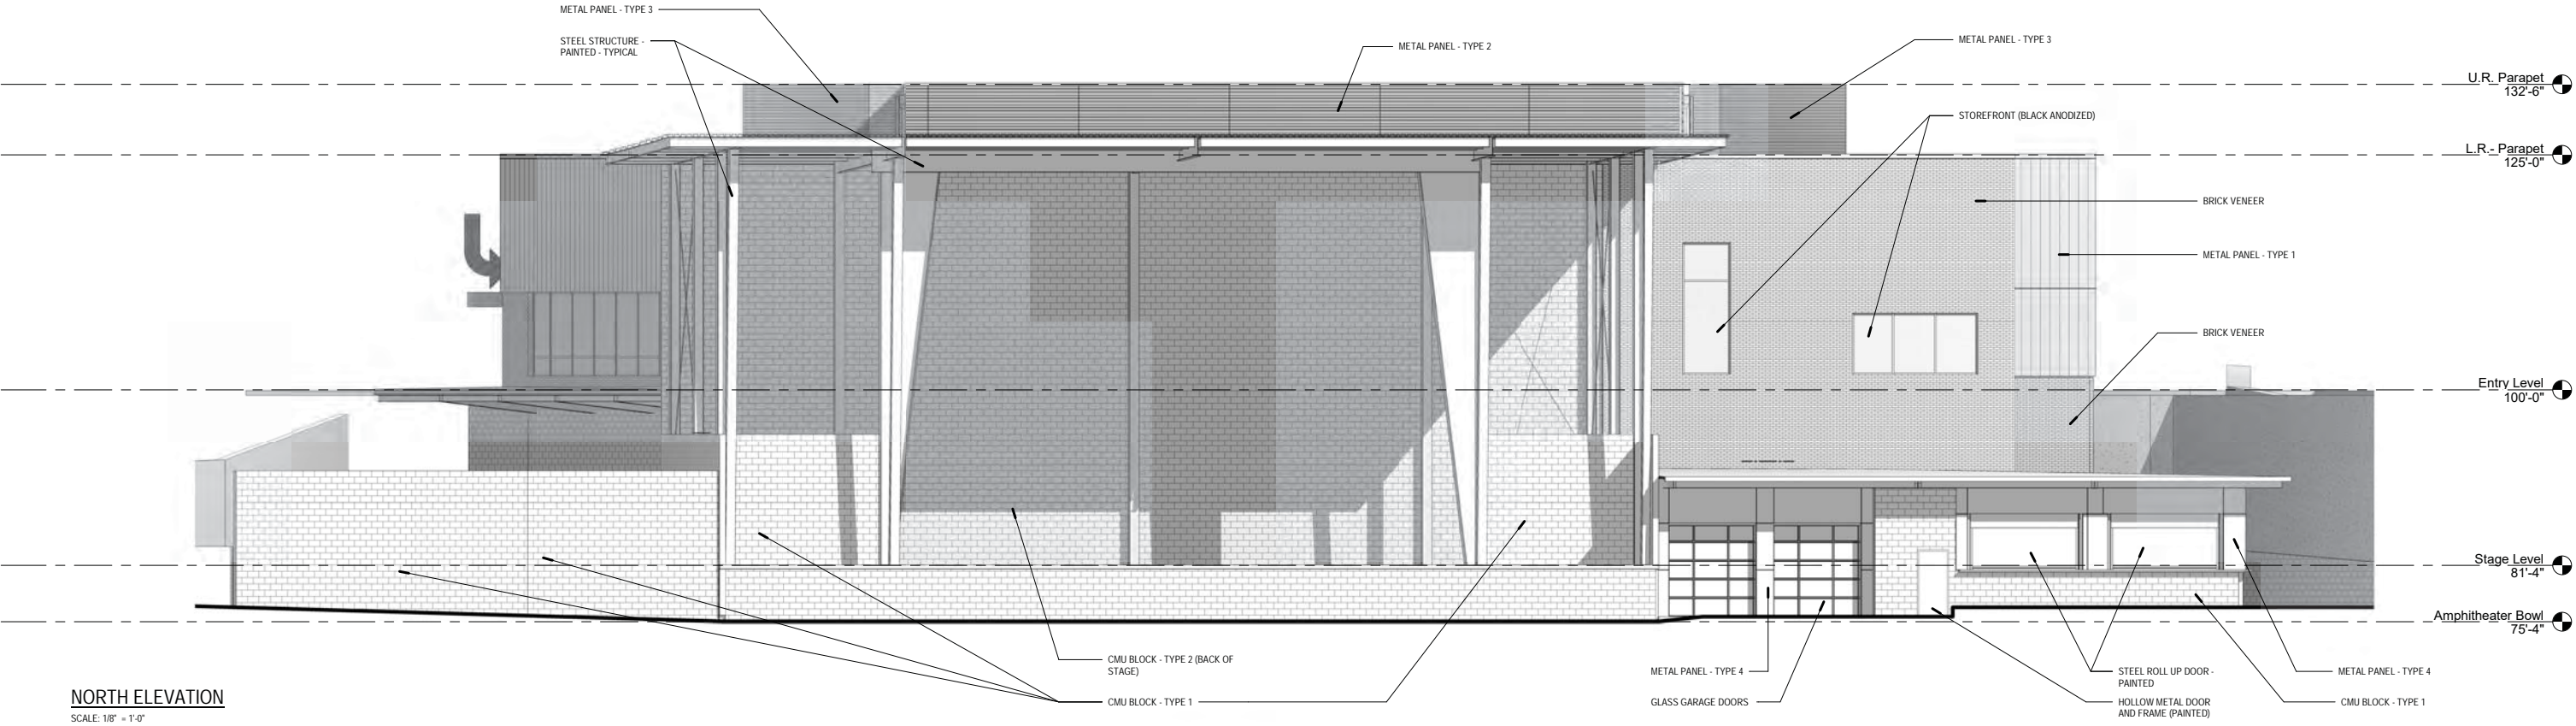 METAL PANEL - TYPE 3
STEEL STRUCTURE -
PAINTED - TYPICAL
METAL PANEL - TYPE 2
METAL PANEL - TYPE 3
U.R. Parapet
132'-6"
STOREFRONT (BLACK ANODIZED)
L.R.- Parapet
125'-0"
BRICK VENEER
METAL PANEL - TYPE 1
BRICK VENEER
Entry Level
100'-0"
Stage Level
81'-4"
Amphitheater Bowl
75'-4"
CMU BLOCK - TYPE 2 (BACK OF
STAGE)
CMU BLOCK - TYPE 1
METAL PANEL - TYPE 4
GLASS GARAGE DOORS
STEEL ROLL UP DOOR -
PAINTED
HOLLOW METAL DOOR
AND FRAME (PAINTED)
METAL PANEL - TYPE 4
CMU BLOCK - TYPE 1
NORTH ELEVATION
SCALE: 1/8" = 1'-0"